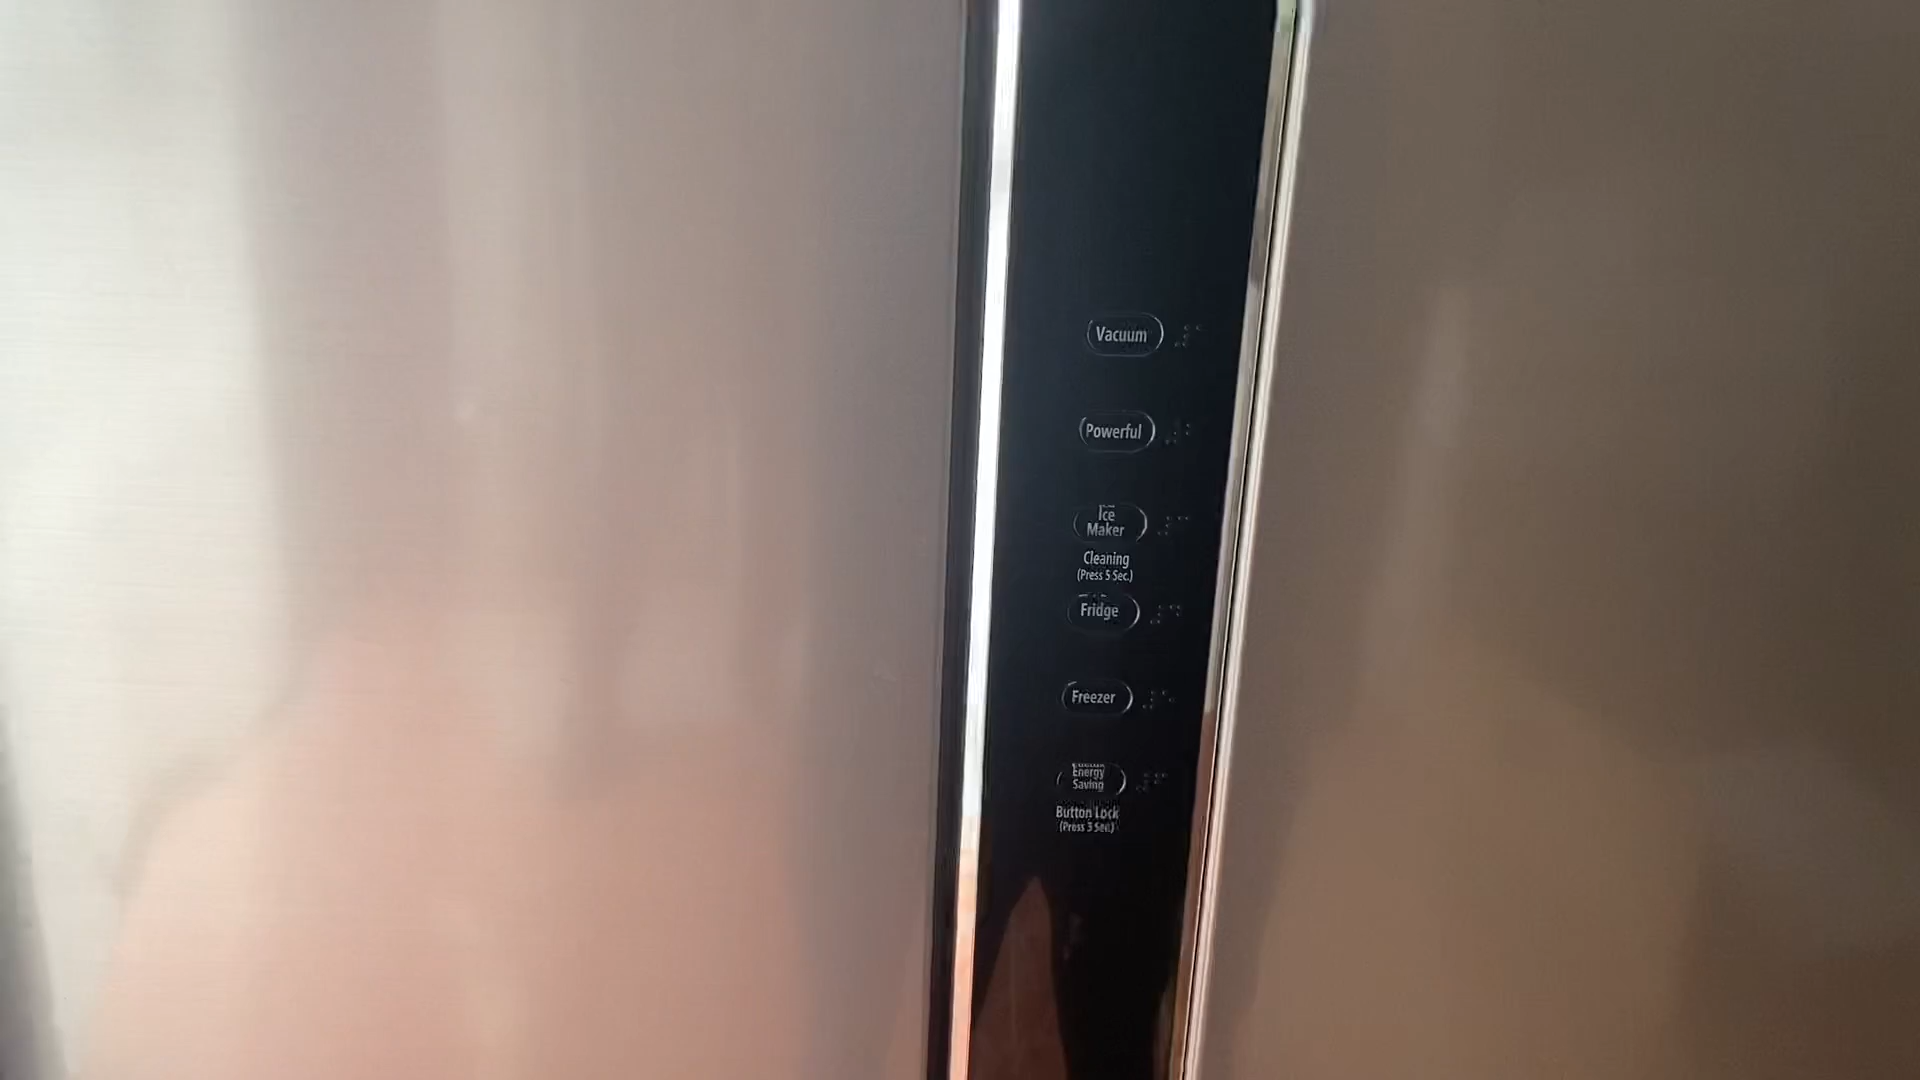 Vacuum
Powerful
Ice
Maker
Cleaning
(Press 5 Sec.)
Fridge
Freezer
Energy
Saving
Button Lock
(Press 3 Sec.)